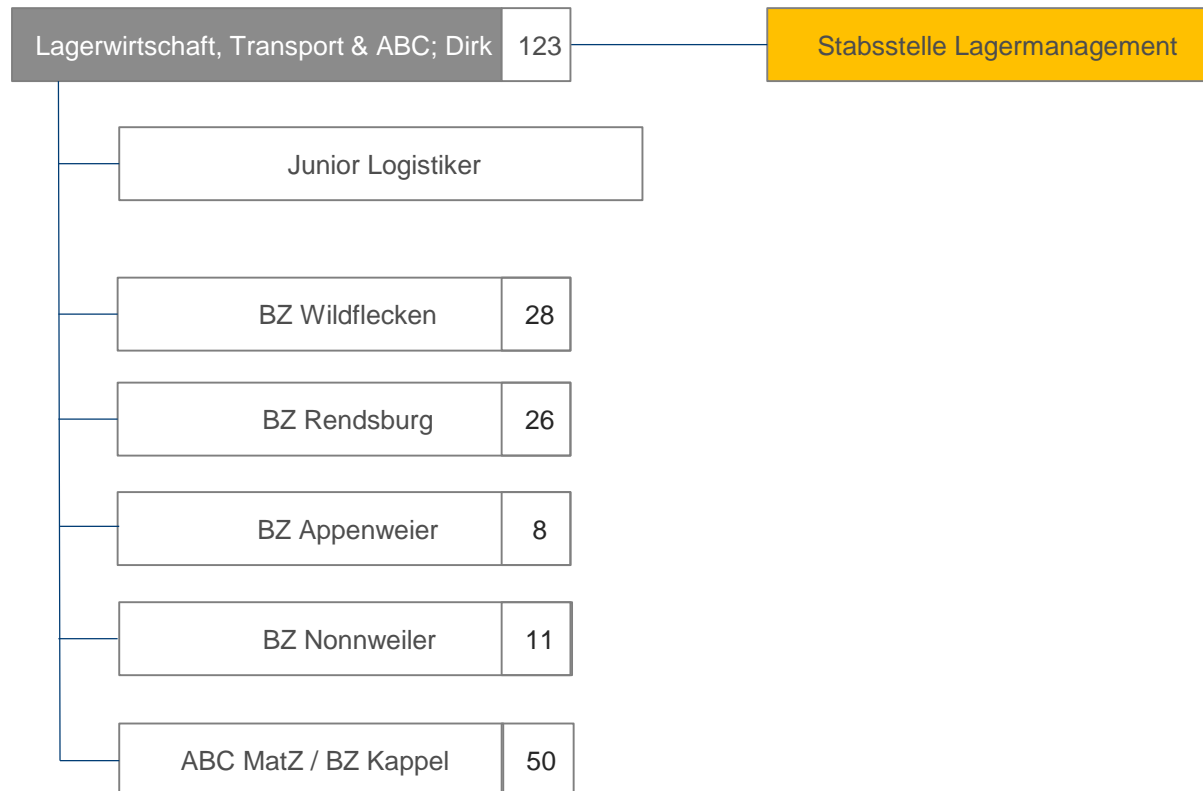 Lagerwirtschaft, Transport & ABC; Dirk 123 Stabsstelle Lagermanagement
Junior Logistiker
BZ Wildflecken 28
BZ Rendsburg 26
BZ Appenweier 8
BZ Nonnweiler 11
ABC MatZ / BZ Kappel 50